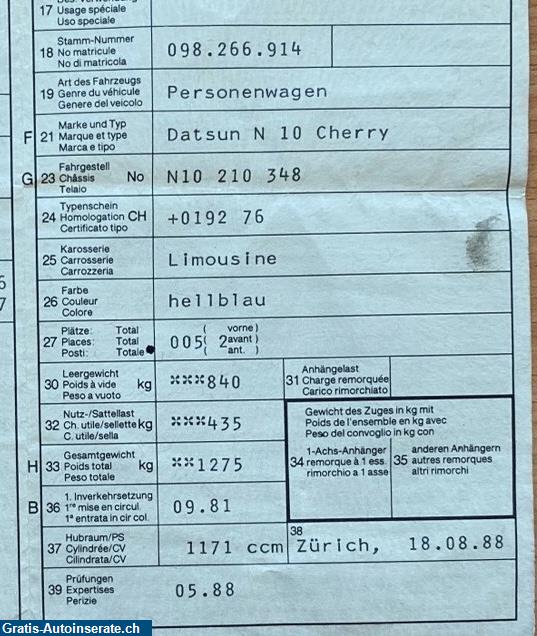 17 Usage spéciale
Uso speciale
Stamm-Nummer
18 No matricule 098.266.914
No di matricola
Art des Fahrzeugs
19 Genre du véhicule Personenwagen
Genere del veicolo
Marke und Typ
F 21 Marque et type Datsun N 10 Cherry
Marca e tipo
Fahrgestell
G 23 Châssis No N10 210 348
Telaio
Typenschein
24 Homologation CH +0192 76
Certificato tipo
Karosserie
25 Carrosserie Limousine
Carrozzeria
Farbe
26 Couleur hellblau
Colore
Plätze: Total ( vorne)
27 Places: Total 005( 2 avant)
Posti: Totale ( ant. )
Leergewicht Anhängelast
30 Poids à vide kg ***840 31 Charge remorquée
Peso a vuoto Carico rimorchiato
Nutz-/Sattellast
32 Ch. utile/sellette kg ***435
C. utile/sella
Gewicht des Zuges in kg mit
Poids de l'ensemble en kg avec
Peso del convoglio in kg con
Gesamtgewicht
H 33 Poids total kg **1275
Peso totale
1-Achs-Anhänger anderen Anhängern
34 remorque à 1 ess. 35 autres remorques
rimorchio a 1 asse altri rimorchi
1. Inverkehrsetzung
B 36 1re mise en circul. 09.81
1a entrata in circol.
Hubraum/PS 38
37 Cylindrée/CV 1171 ccm Zürich, 18.08.88
Cilindrata/CV
Prüfungen
39 Expertises 05.88
Perizie
Gratis-Autoinserate.ch